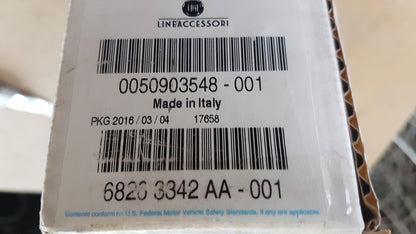 LINEACCESSORI
0050903548 - 001
Made in Italy
PKG 2016 / 03 / 04 17658
6826 3342 AA - 001
Contents conform to U.S. Federal Motor Vehicle Safety Standards, if any are applicable.